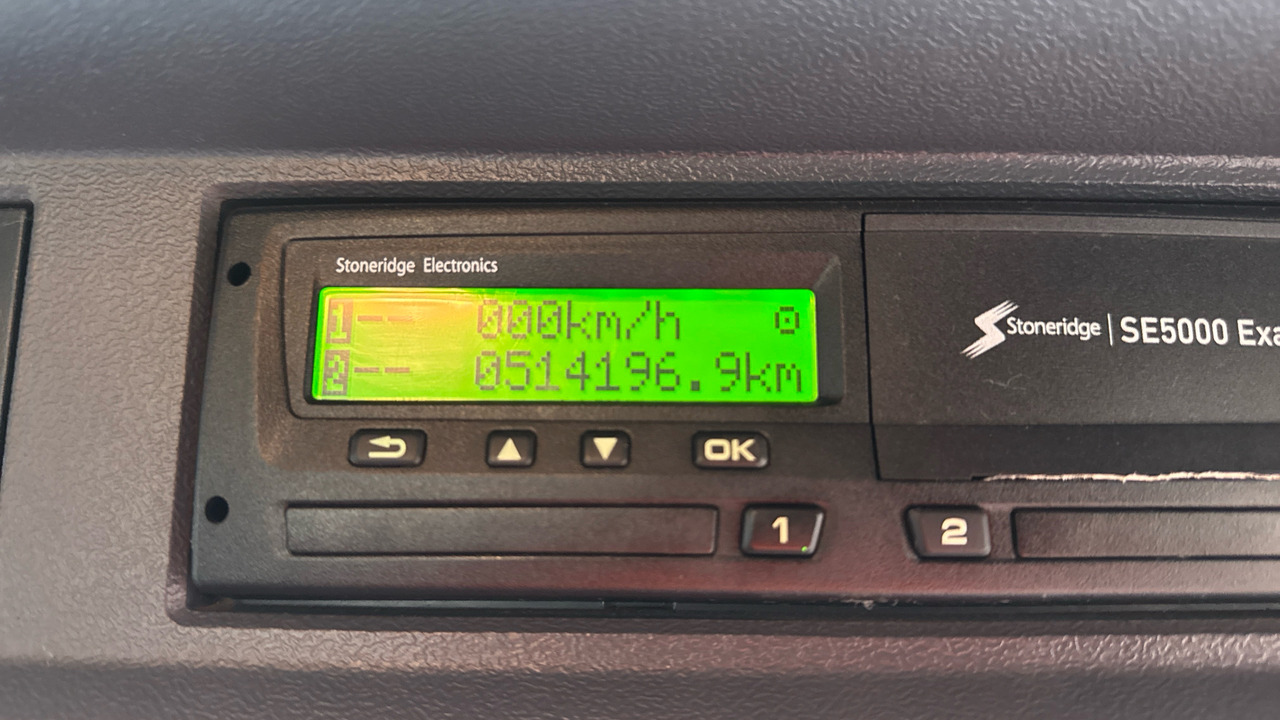 Stoneridge Electronics
1-- 000km/h
2-- 0514196.9km
OK
1
2
Stoneridge | SE5000 Exa